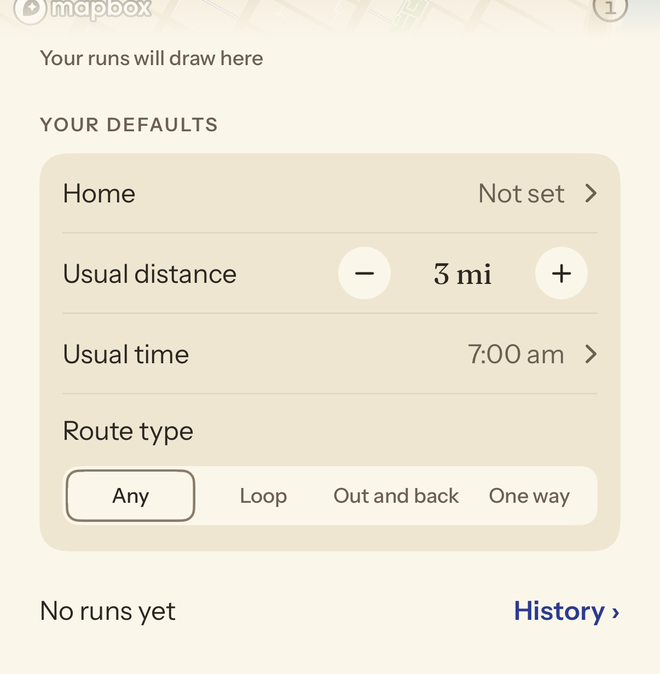 mapbox
Your runs will draw here
YOUR DEFAULTS
Home Not set >
Usual distance − 3 mi +
Usual time 7:00 am >
Route type
Any Loop Out and back One way
No runs yet History ›